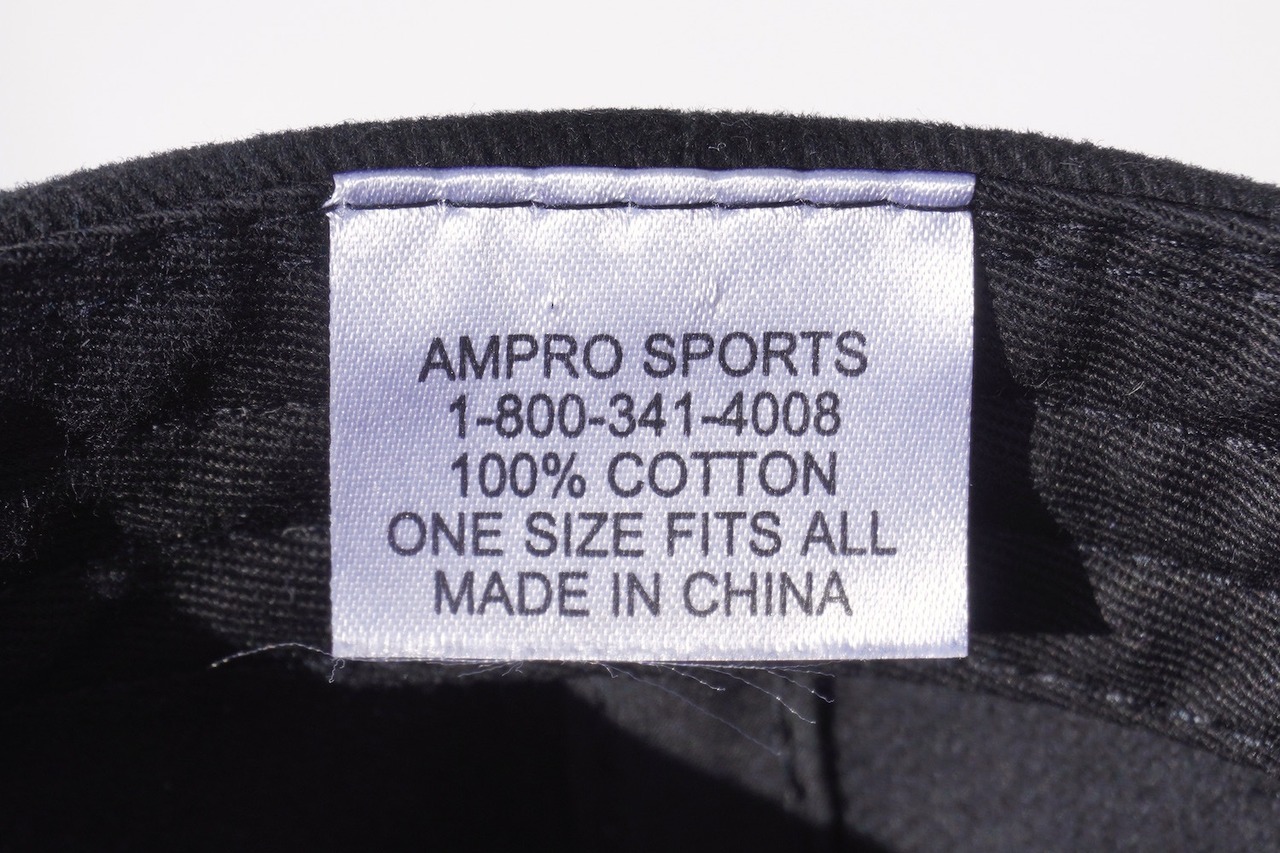 AMPRO SPORTS
1-800-341-4008
100% COTTON
ONE SIZE FITS ALL
MADE IN CHINA